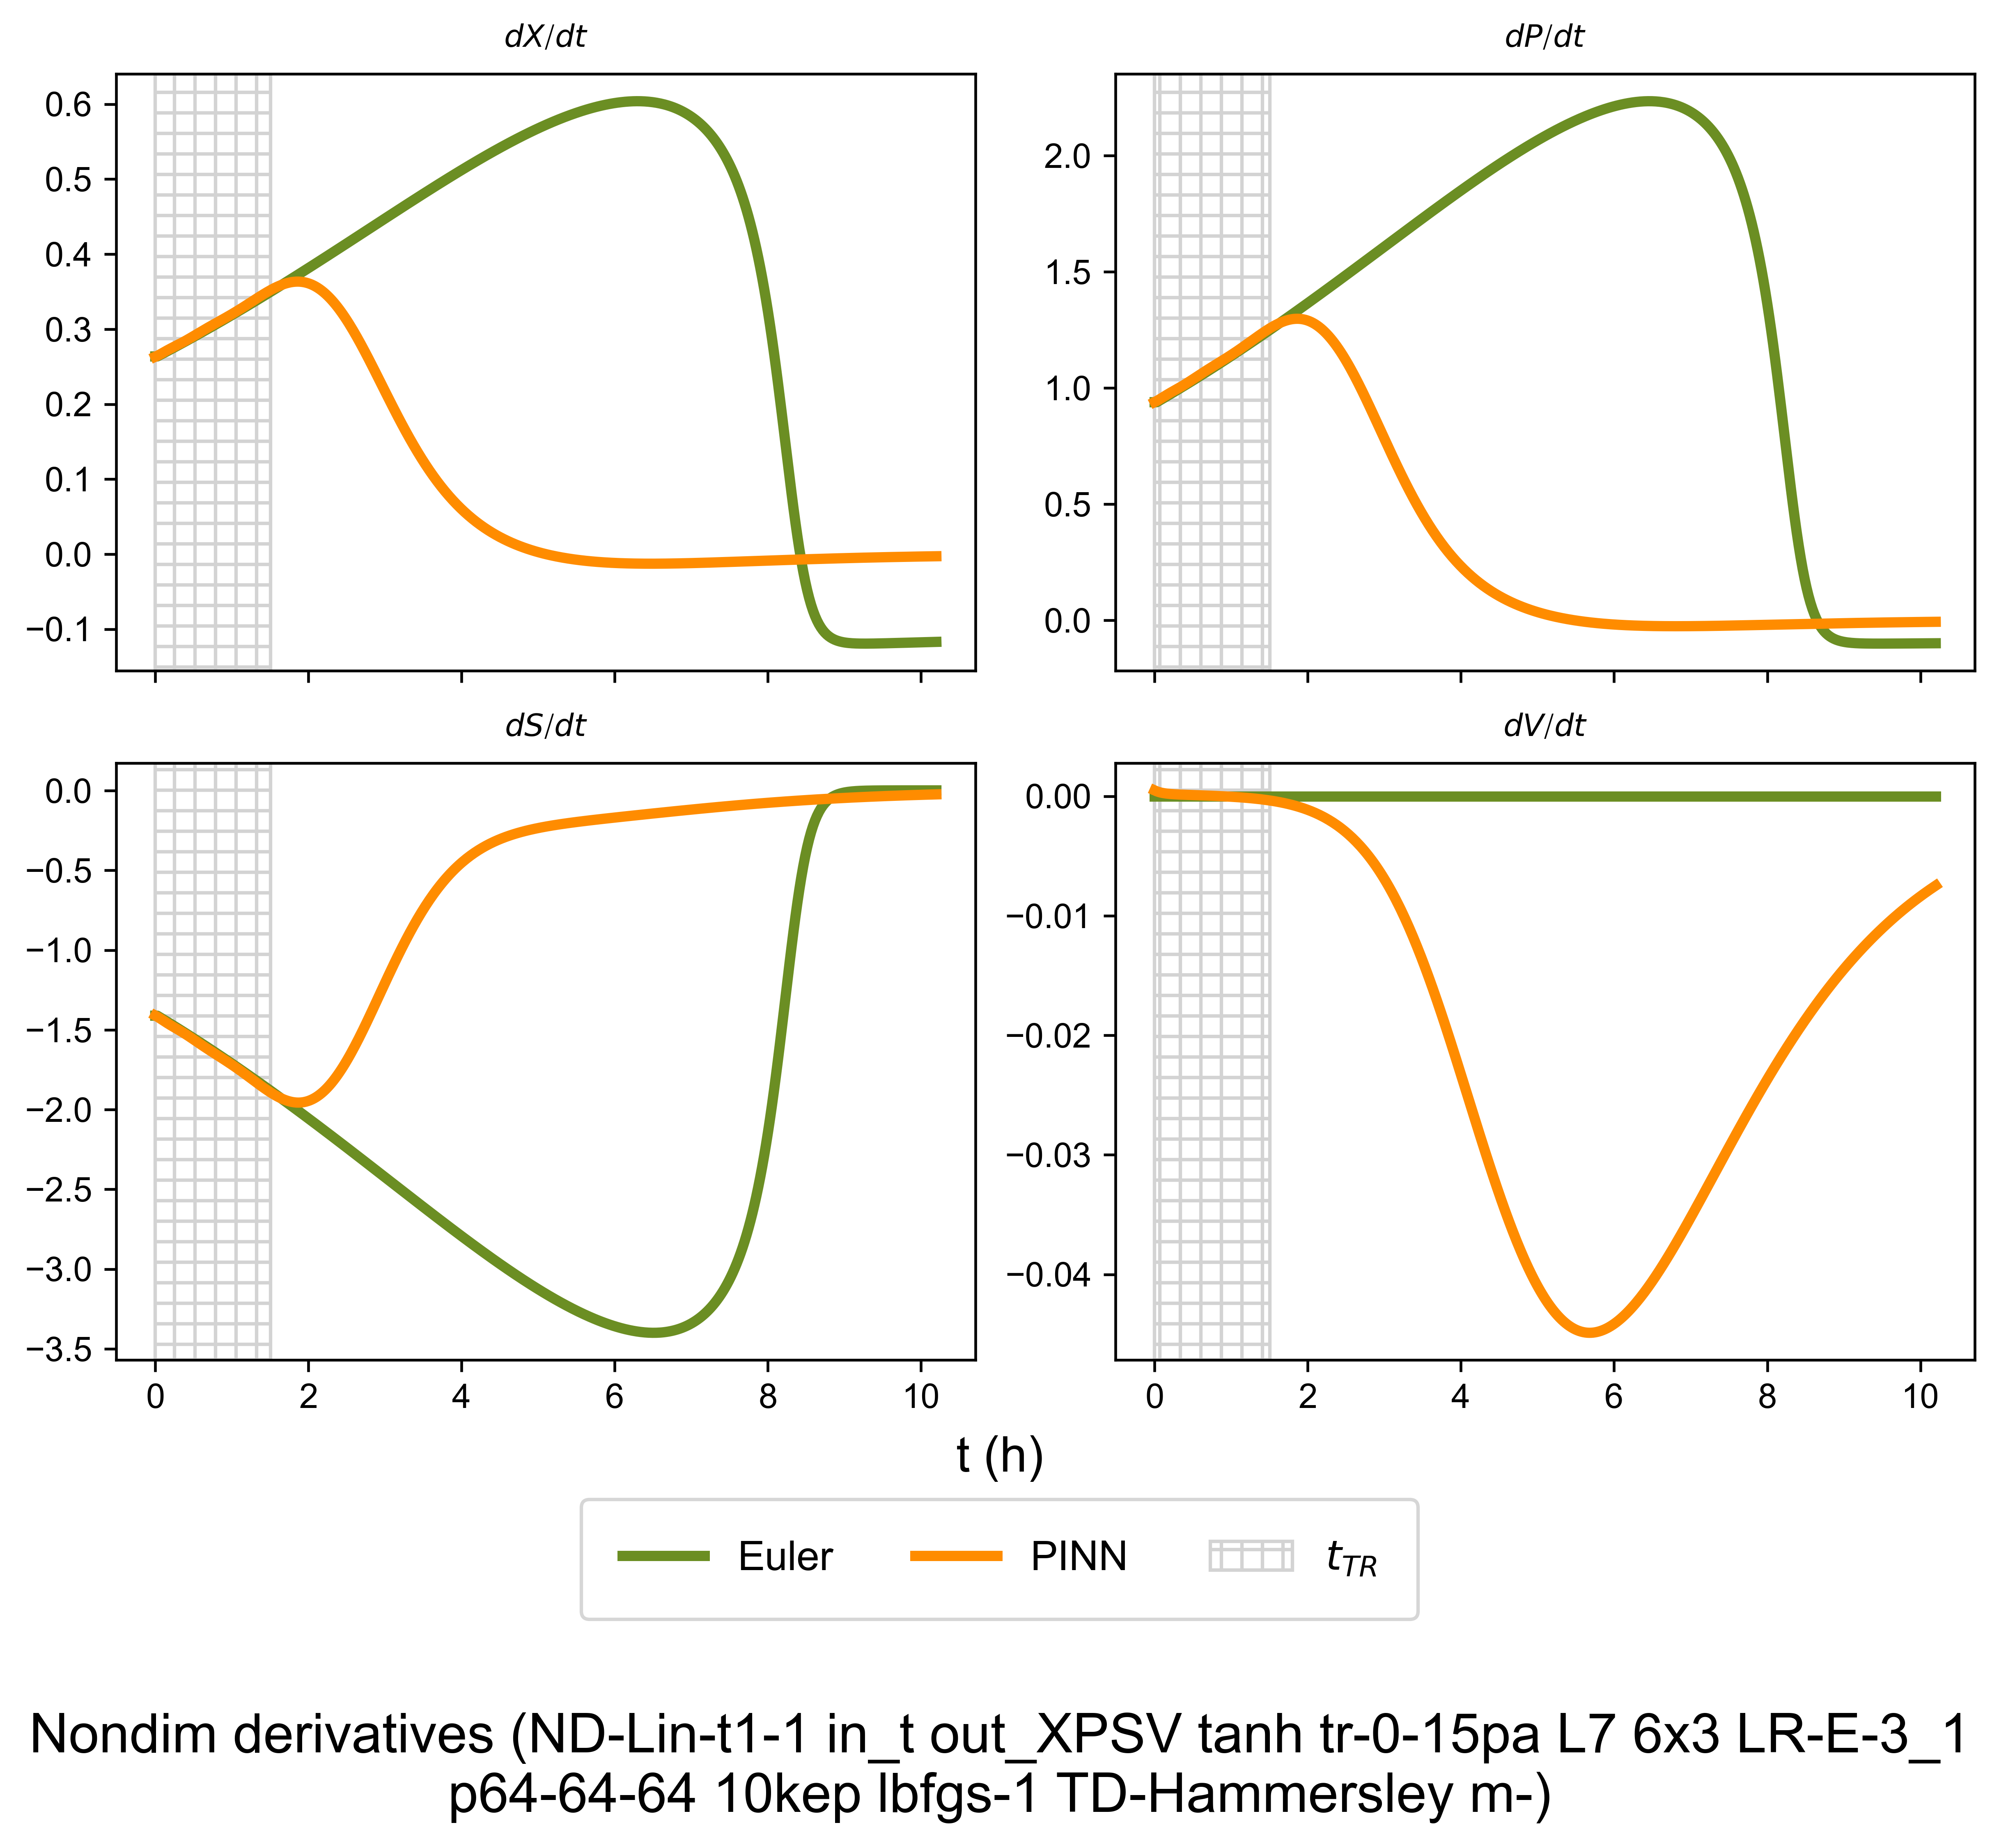 dX/dt
dP/dt
0.6
0.5
0.4
0.3
0.2
0.1
0.0
−0.1
2.0
1.5
1.0
0.5
0.0
dS/dt
dV/dt
0.0
−0.5
−1.0
−1.5
−2.0
−2.5
−3.0
−3.5
0.00
−0.01
−0.02
−0.03
−0.04
0 2 4 6 8 10
0 2 4 6 8 10
t (h)
Euler PINN t_TR
Nondim derivatives (ND-Lin-t1-1 in_t out_XPSV tanh tr-0-15pa L7 6x3 LR-E-3_1
p64-64-64 10kep lbfgs-1 TD-Hammersley m-)